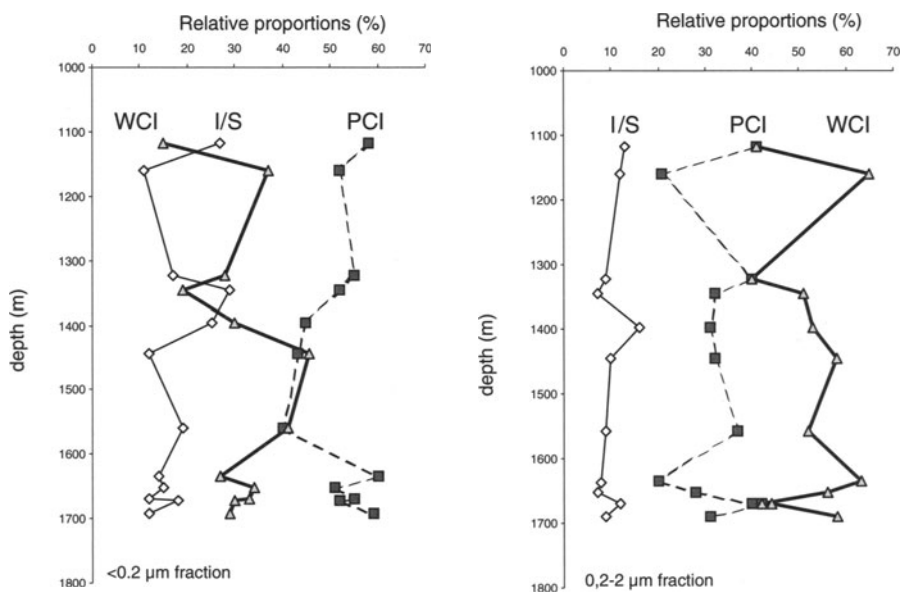 Relative proportions (%)
0 10 20 30 40 50 60 70
1000
1100
1200
1300
1400
1500
1600
1700
1800
depth (m)
WCI I/S PCI
<0.2 µm fraction
Relative proportions (%)
0 10 20 30 40 50 60 70
1000
1100
1200
1300
1400
1500
1600
1700
1800
depth (m)
I/S PCI WCI
0,2-2 µm fraction